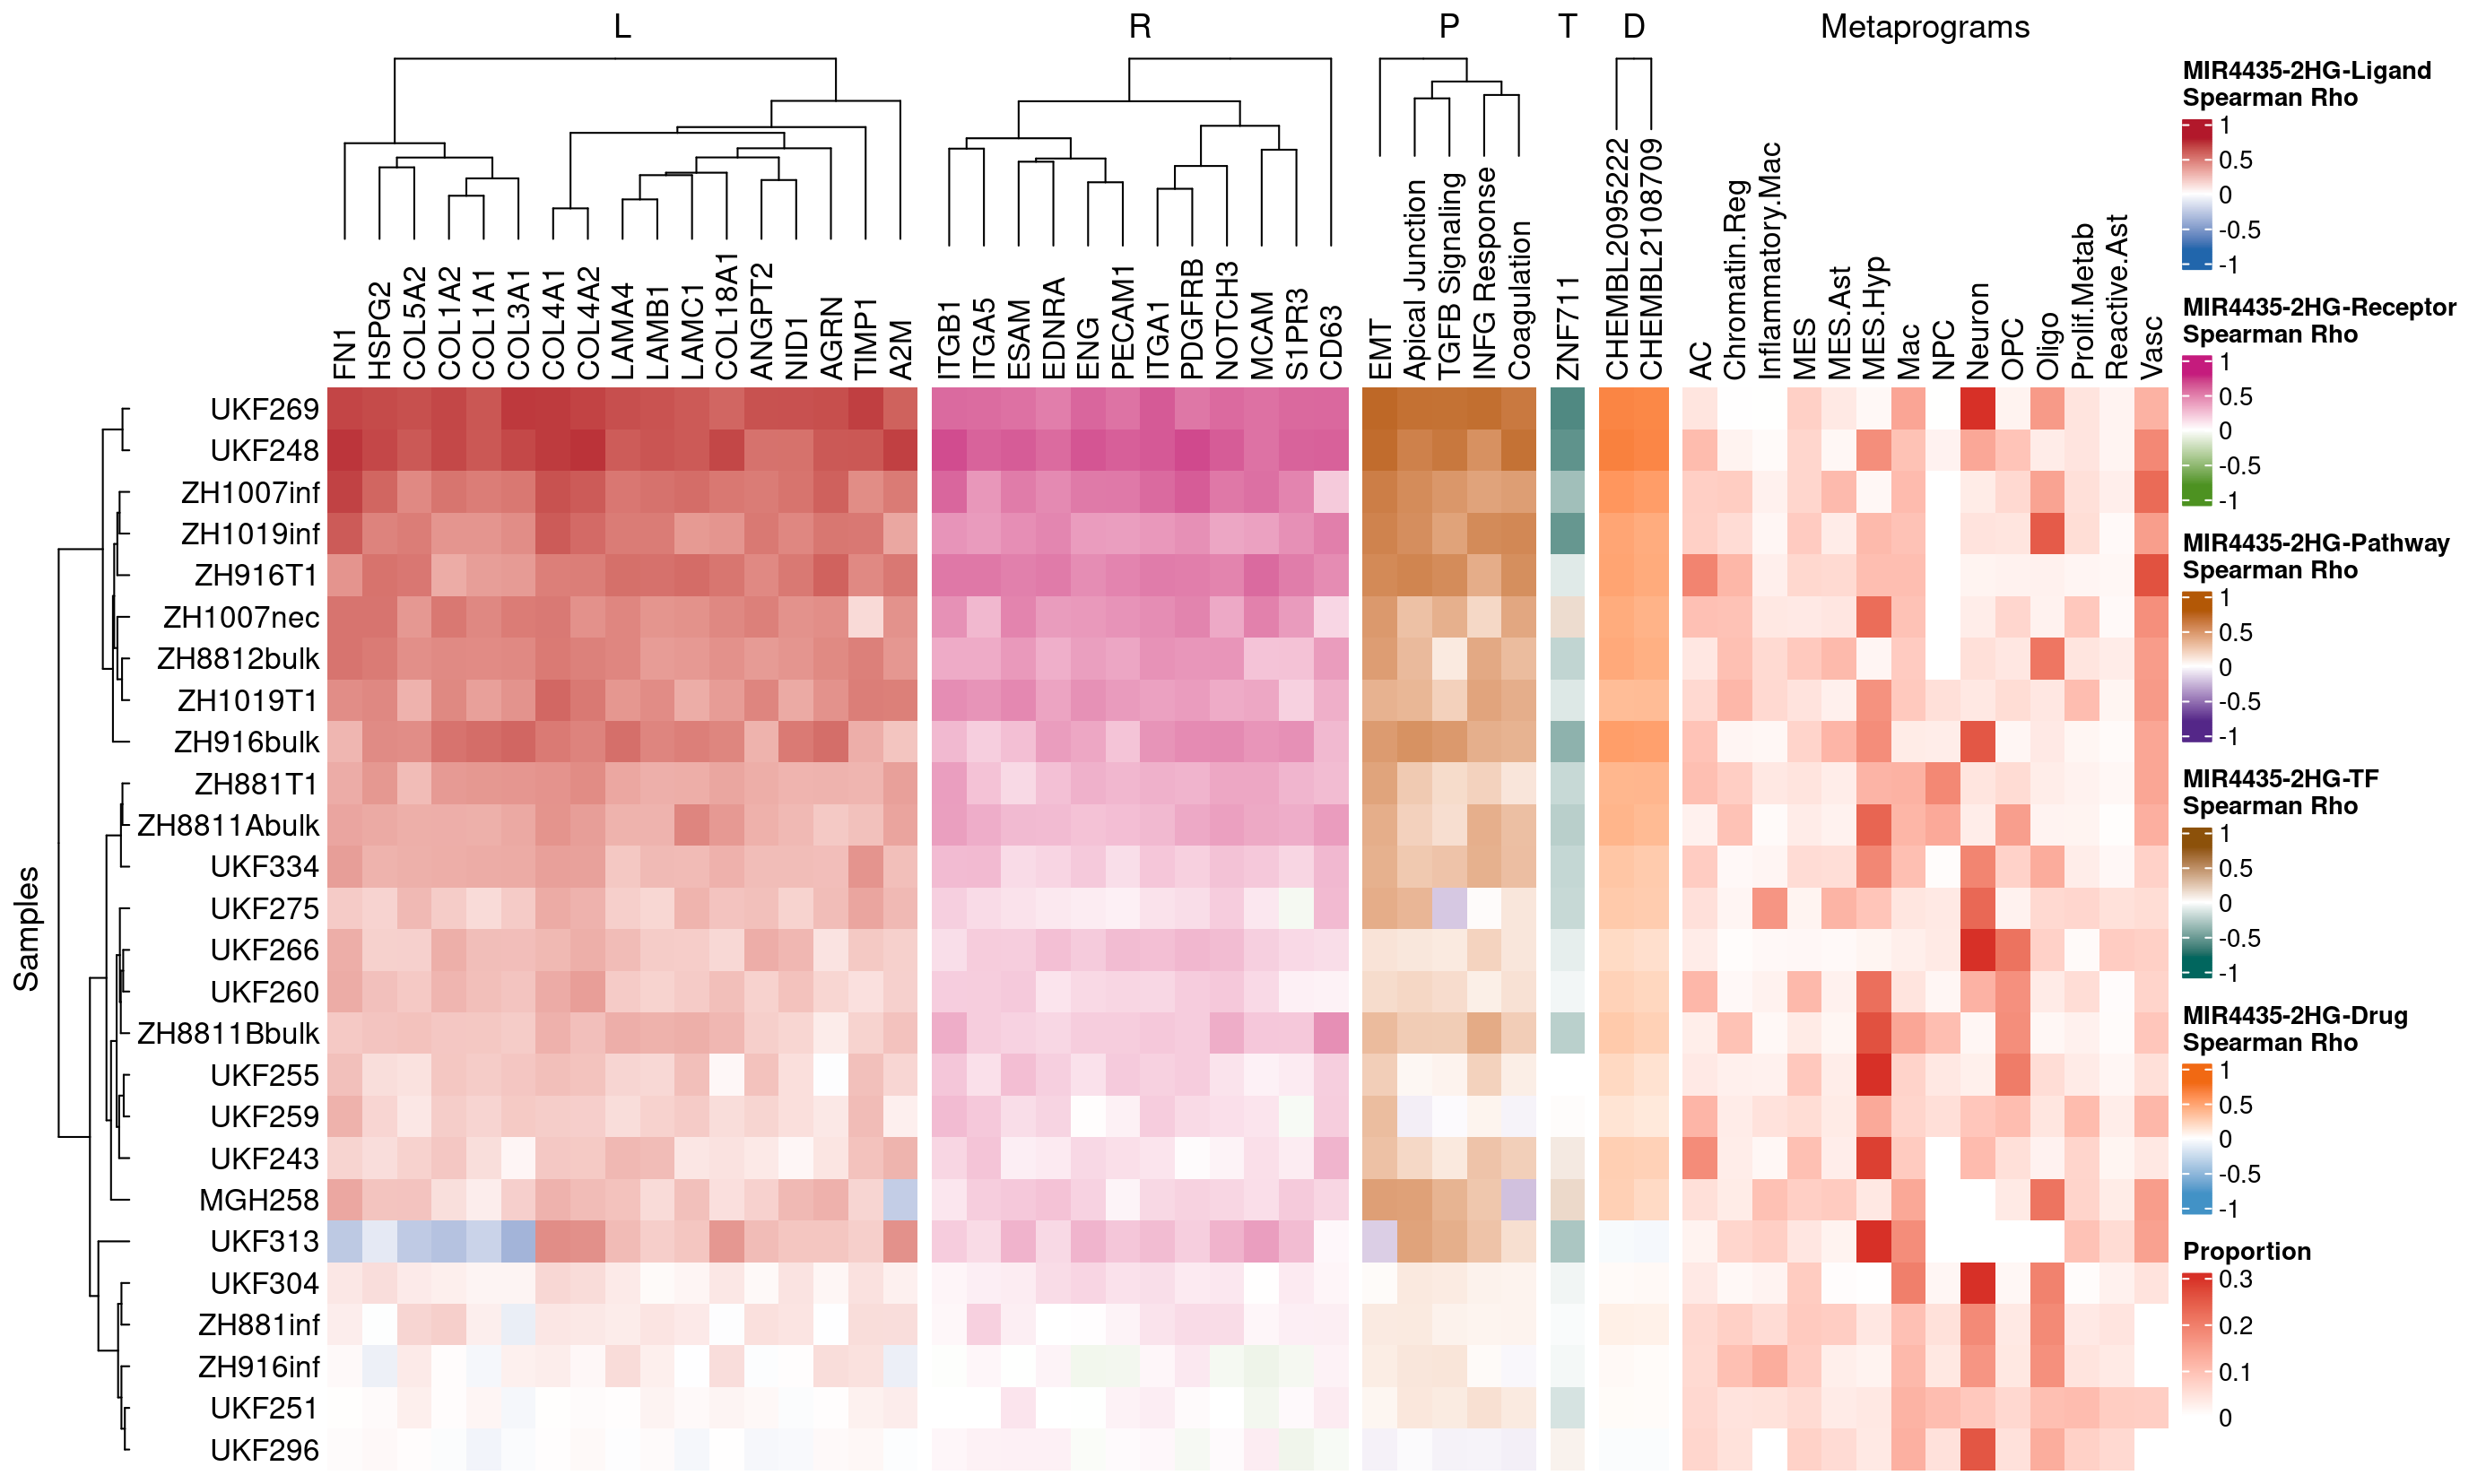 L R P T D Metaprograms
FN1
HSPG2
COL5A2
COL1A2
COL1A1
COL3A1
COL4A1
COL4A2
LAMA4
LAMB1
LAMC1
COL18A1
ANGPT2
NID1
AGRN
TIMP1
A2M
ITGB1
ITGA5
ESAM
EDNRA
ENG
PECAM1
ITGA1
PDGFRB
NOTCH3
MCAM
S1PR3
CD63
EMT
Apical Junction
TGFB Signaling
INFG Response
Coagulation
ZNF711
CHEMBL2095222
CHEMBL2108709
AC
Chromatin.Reg
Inflammatory.Mac
MES
MES.Ast
MES.Hyp
Mac
NPC
Neuron
OPC
Oligo
Prolif.Metab
Reactive.Ast
Vasc
Samples
UKF269
UKF248
ZH1007inf
ZH1019inf
ZH916T1
ZH1007nec
ZH8812bulk
ZH1019T1
ZH916bulk
ZH881T1
ZH8811Abulk
UKF334
UKF275
UKF266
UKF260
ZH8811Bbulk
UKF255
UKF259
UKF243
MGH258
UKF313
UKF304
ZH881inf
ZH916inf
UKF251
UKF296
MIR4435-2HG-Ligand
Spearman Rho
1
0.5
0
-0.5
-1
MIR4435-2HG-Receptor
Spearman Rho
1
0.5
0
-0.5
-1
MIR4435-2HG-Pathway
Spearman Rho
1
0.5
0
-0.5
-1
MIR4435-2HG-TF
Spearman Rho
1
0.5
0
-0.5
-1
MIR4435-2HG-Drug
Spearman Rho
1
0.5
0
-0.5
-1
Proportion
0.3
0.2
0.1
0